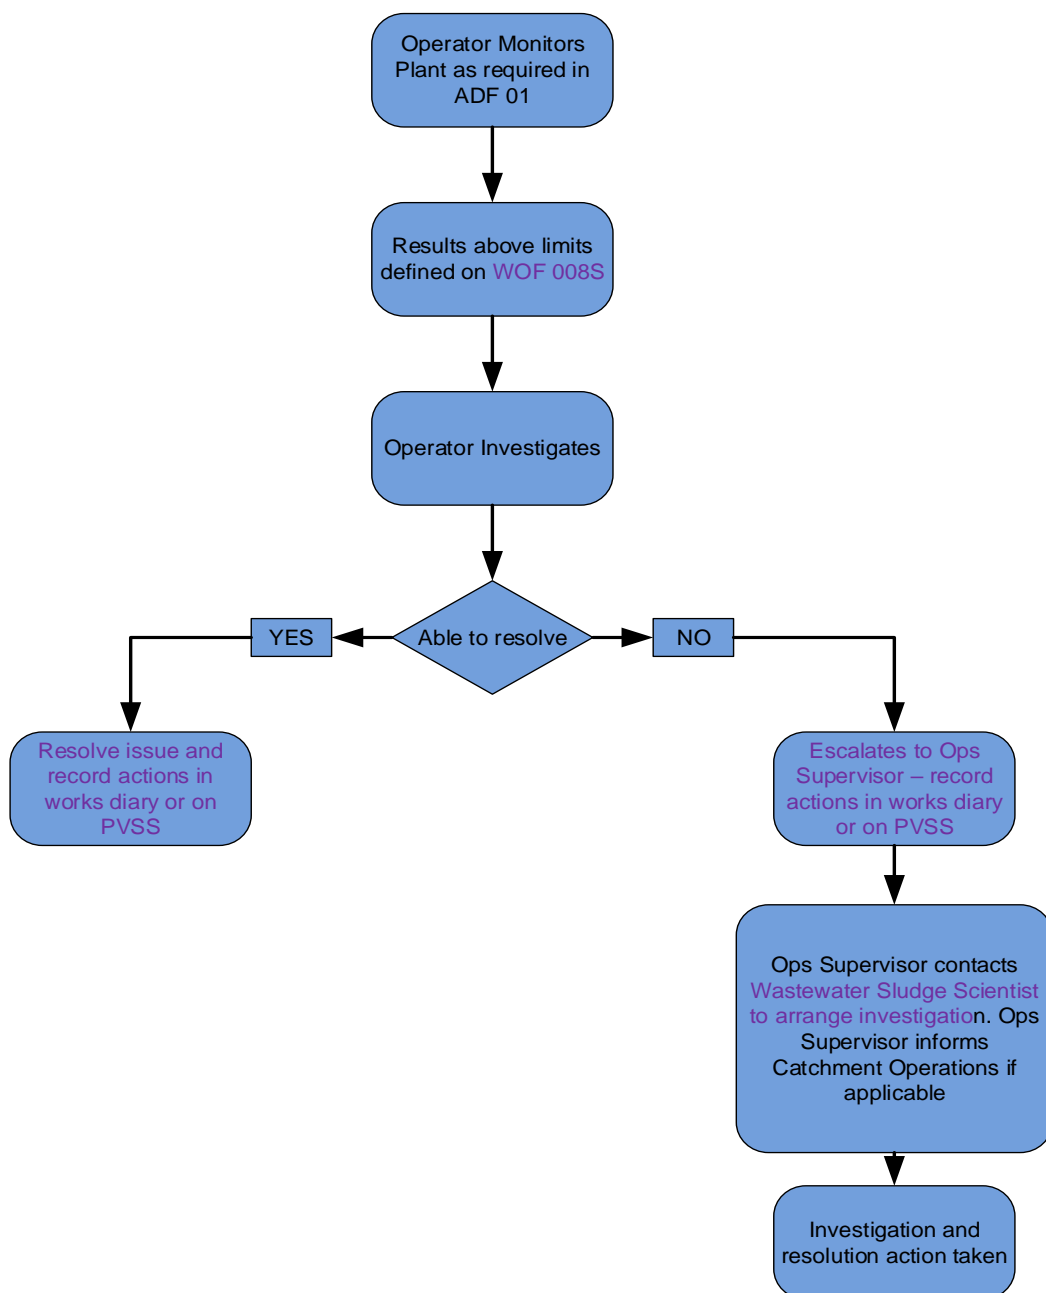 Operator Monitors
Plant as required in
ADF 01
Results above limits
defined on WOF 008S
Operator Investigates
Able to resolve
YES
NO
Resolve issue and
record actions in
works diary or on
PVSS
Escalates to Ops
Supervisor – record
actions in works diary
or on PVSS
Ops Supervisor contacts
Wastewater Sludge Scientist
to arrange investigation. Ops
Supervisor informs
Catchment Operations if
applicable
Investigation and
resolution action taken